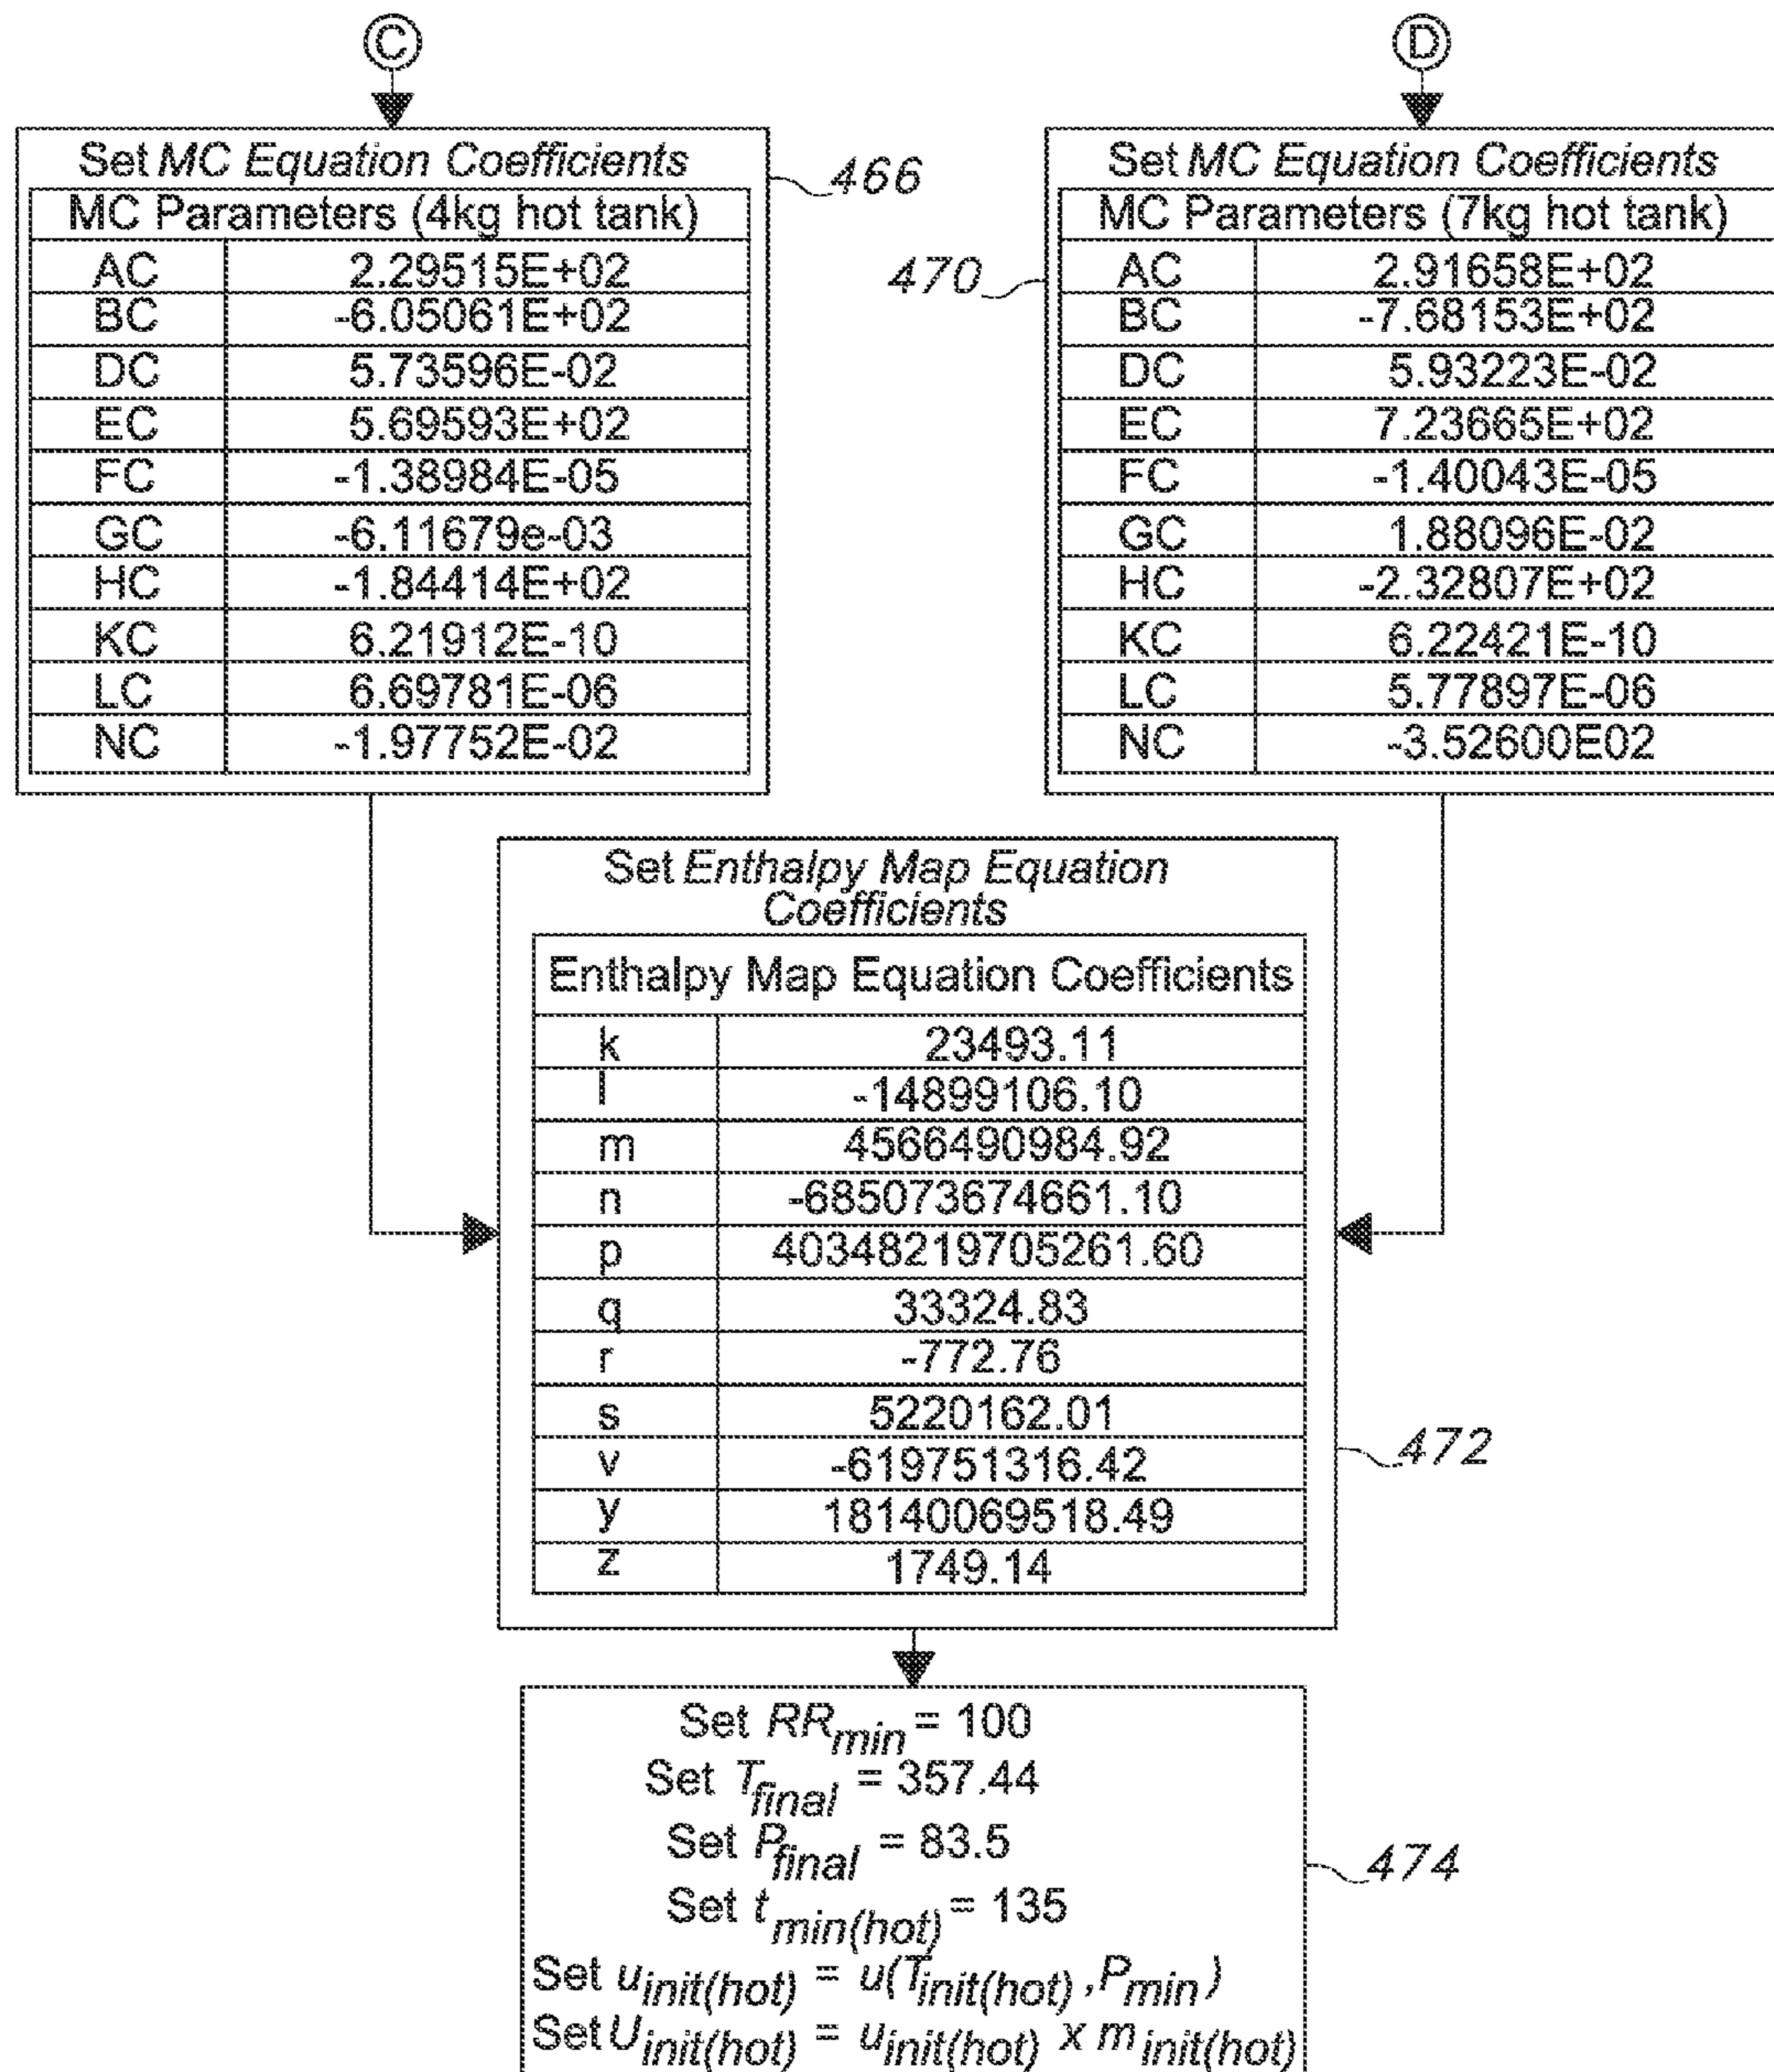 C
Set MC Equation Coefficients
MC Parameters (4kg hot tank)
AC 2.29515E+02
BC -6.05061E+02
DC 5.73596E-02
EC 5.69593E+02
FC -1.38984E-05
GC -6.11679e-03
HC -1.84414E+02
KC 6.21912E-10
LC 6.69781E-06
NC -1.97752E-02
466
D
Set MC Equation Coefficients
MC Parameters (7kg hot tank)
AC 2.91658E+02
BC -7.68153E+02
DC 5.93223E-02
EC 7.23665E+02
FC -1.40043E-05
GC 1.88096E-02
HC -2.32807E+02
KC 6.22421E-10
LC 5.77897E-06
NC -3.52600E02
470
Set Enthalpy Map Equation
Coefficients
Enthalpy Map Equation Coefficients
k 23493.11
l -14899106.10
m 4566490984.92
n -685073674661.10
p 40348219705261.60
q 33324.83
r -772.76
s 5220162.01
v -619751316.42
y 18140069518.49
z 1749.14
472
Set RRmin = 100
Set Tfinal = 357.44
Set Pfinal = 83.5
Set tmin(hot) = 135
Set uinit(hot) = u(Tinit(hot) ,Pmin )
Set Uinit(hot) = uinit(hot) x minit(hot)
474